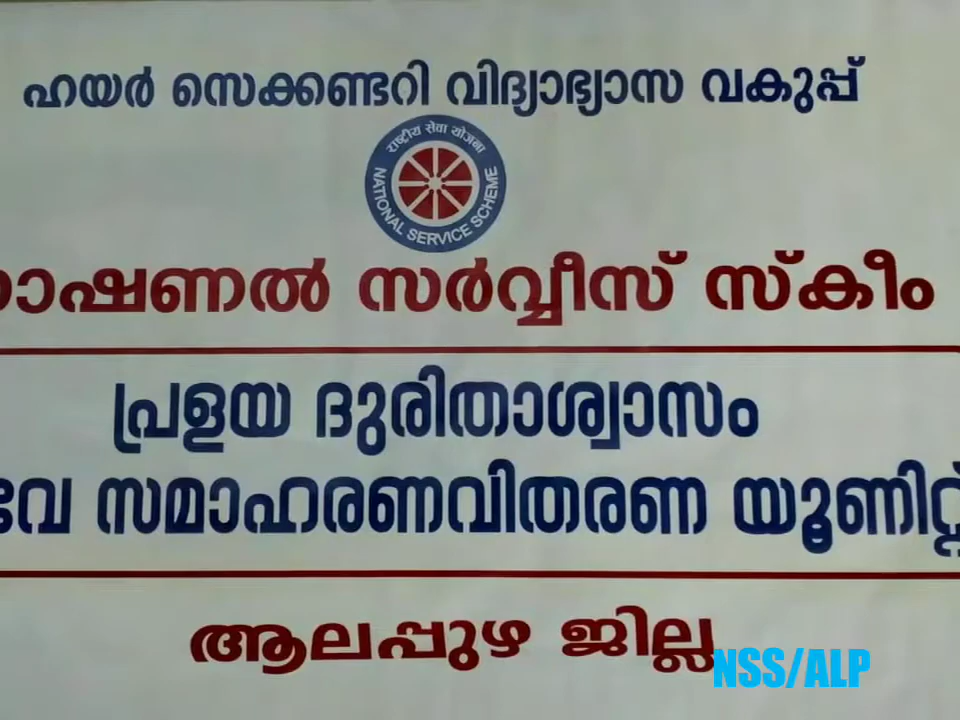 ഹയർ സെക്കണ്ടറി വിദ്യാഭ്യാസ വകുപ്പ്
राष्ट्रीय सेवा योजना
NATIONAL SERVICE SCHEME
സർവ്വീസ് സ്കീം
പ്രളയ ദുരിതാശ്വാസം
സമാഹരണവിതരണ
ആലപ്പുഴ ജില്ല
NSS/ALP